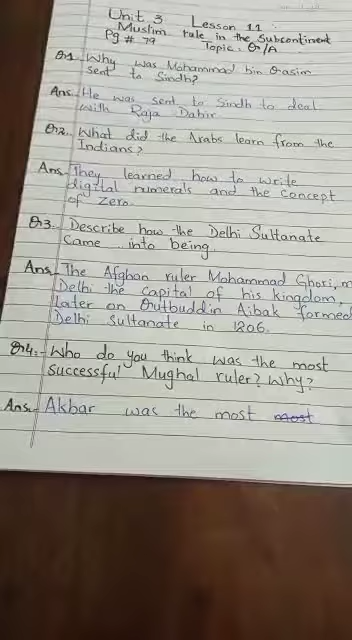 Unit 3 Lesson 11
Muslim rule in the Subcontinent
Pg # 79 Topic: Q/A
Q1. Why was Mohammad bin Qasim
sent to Sindh?
Ans. He was sent to Sindh to deal
with Raja Dahir
Q2. What did the Arabs learn from the
Indians?
Ans. They learned how to write
digital numerals and the concept
of zero.
Q3. Describe how the Delhi Sultanate
came into being.
Ans. The Afghan ruler Mohammad Ghori, m
Delhi the capital of his kingdom,
later on Qutbuddin Aibak formed
Delhi Sultanate in 1206.
Q4. Who do you think was the most
successful Mughal ruler? Why?
Ans. Akbar was the most most